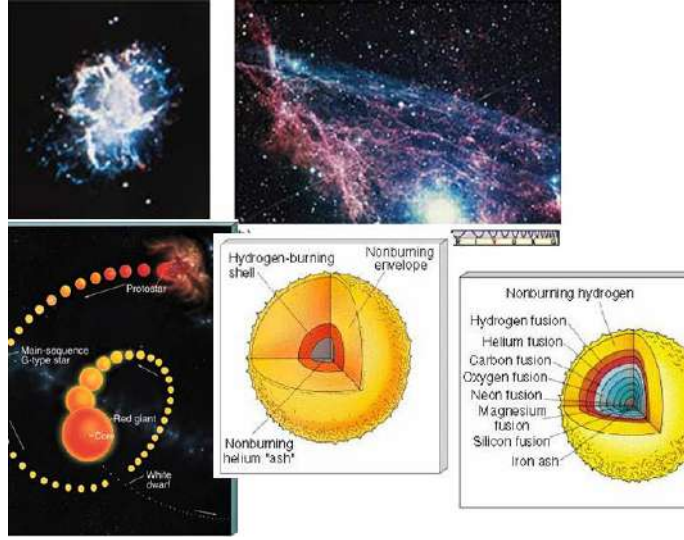 Protostar
Main-sequence
G-type star
Red giant
Core
White
dwarf
Hydrogen-burning
shell
Nonburning
envelope
Nonburning
helium "ash"
Nonburning hydrogen
Hydrogen fusion
Helium fusion
Carbon fusion
Oxygen fusion
Neon fusion
Magnesium
fusion
Silicon fusion
Iron ash